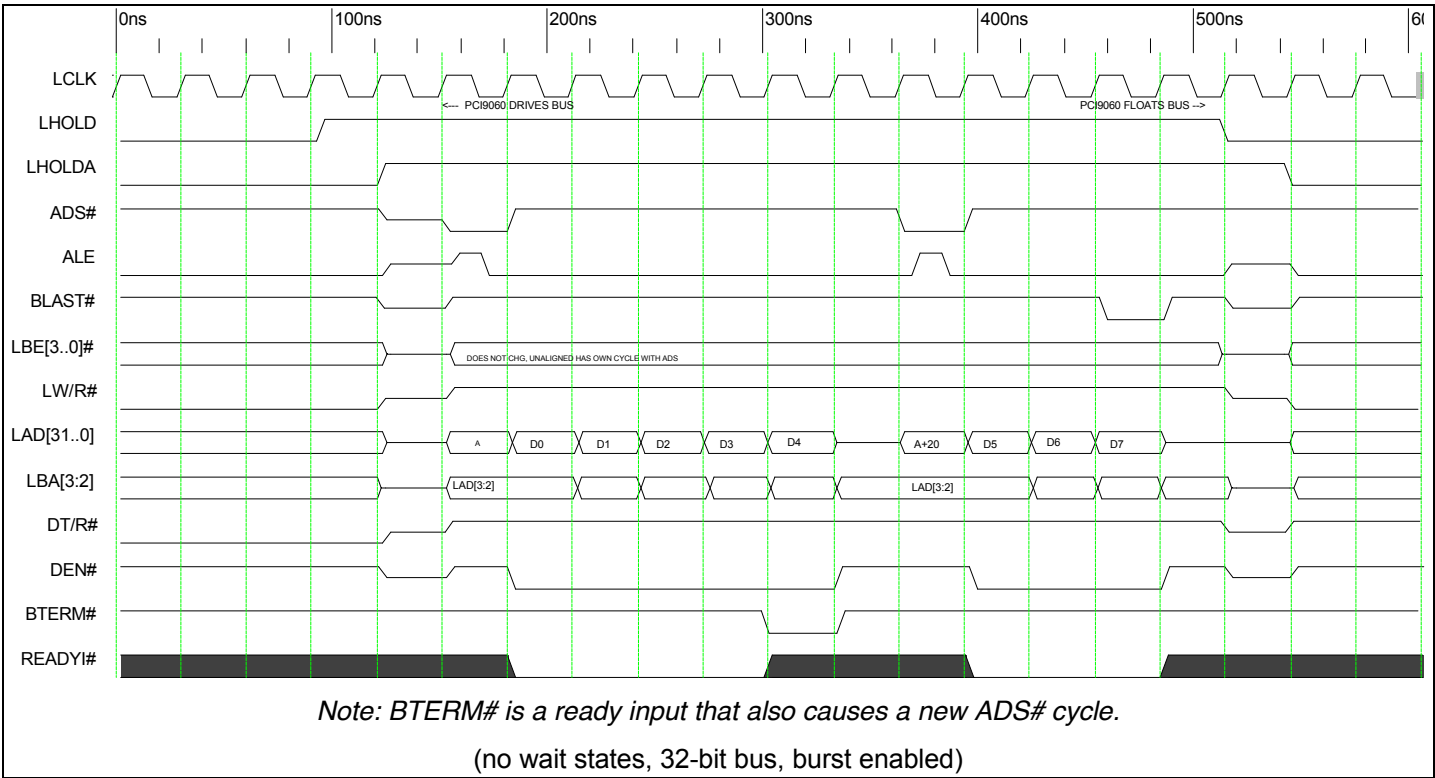 0ns 100ns 200ns 300ns 400ns 500ns 60
LCLK
<--- PCI9060 DRIVES BUS PCI9060 FLOATS BUS -->
LHOLD
LHOLDA
ADS#
ALE
BLAST#
LBE[3..0]#
DOES NOT CHG, UNALIGNED HAS OWN CYCLE WITH ADS
LW/R#
LAD[31..0] A D0 D1 D2 D3 D4 A+20 D5 D6 D7
LBA[3:2] LAD[3:2] LAD[3:2]
DT/R#
DEN#
BTERM#
READYI#
Note: BTERM# is a ready input that also causes a new ADS# cycle.
(no wait states, 32-bit bus, burst enabled)